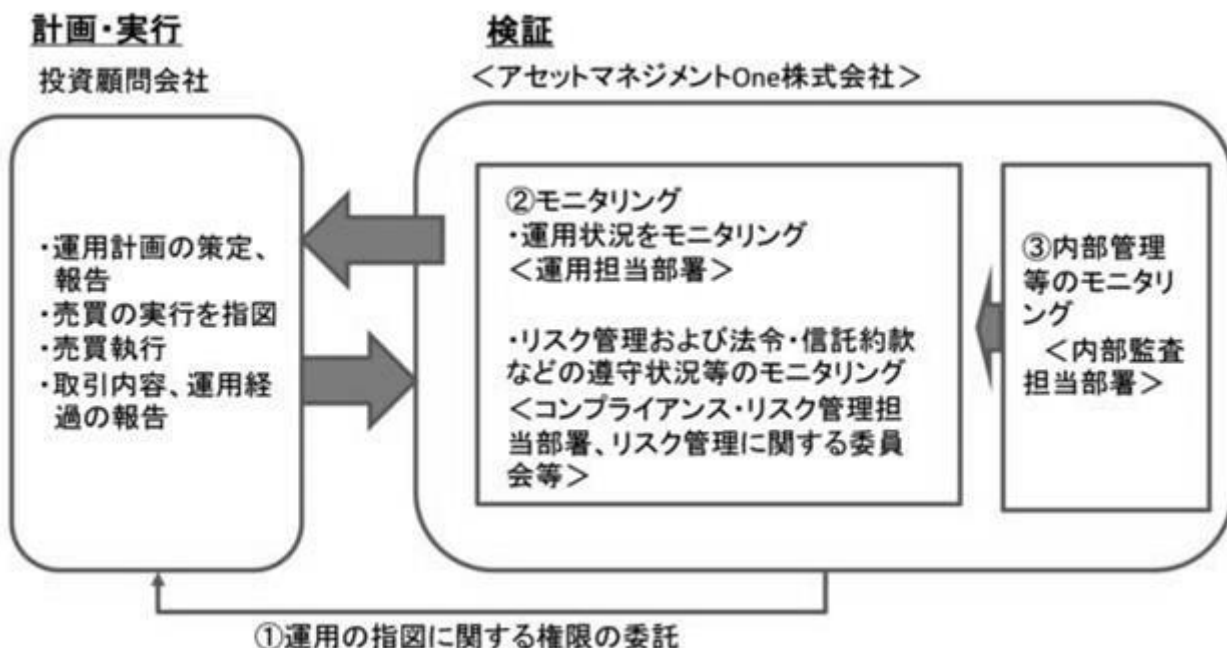 計画・実行
投資顧問会社
・運用計画の策定、
報告
・売買の実行を指図
・売買執行
・取引内容、運用経
過の報告
検証
＜アセットマネジメントOne株式会社＞
②モニタリング
・運用状況をモニタリング
＜運用担当部署＞
・リスク管理および法令・信託約款
などの遵守状況等のモニタリング
＜コンプライアンス・リスク管理担
当部署、リスク管理に関する委員
会等＞
③内部管理
等のモニタリ
ング
＜内部監査
担当部署＞
①運用の指図に関する権限の委託